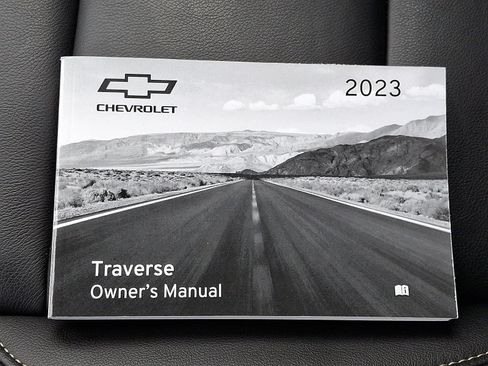 CHEVROLET
2023
Traverse
Owner's Manual